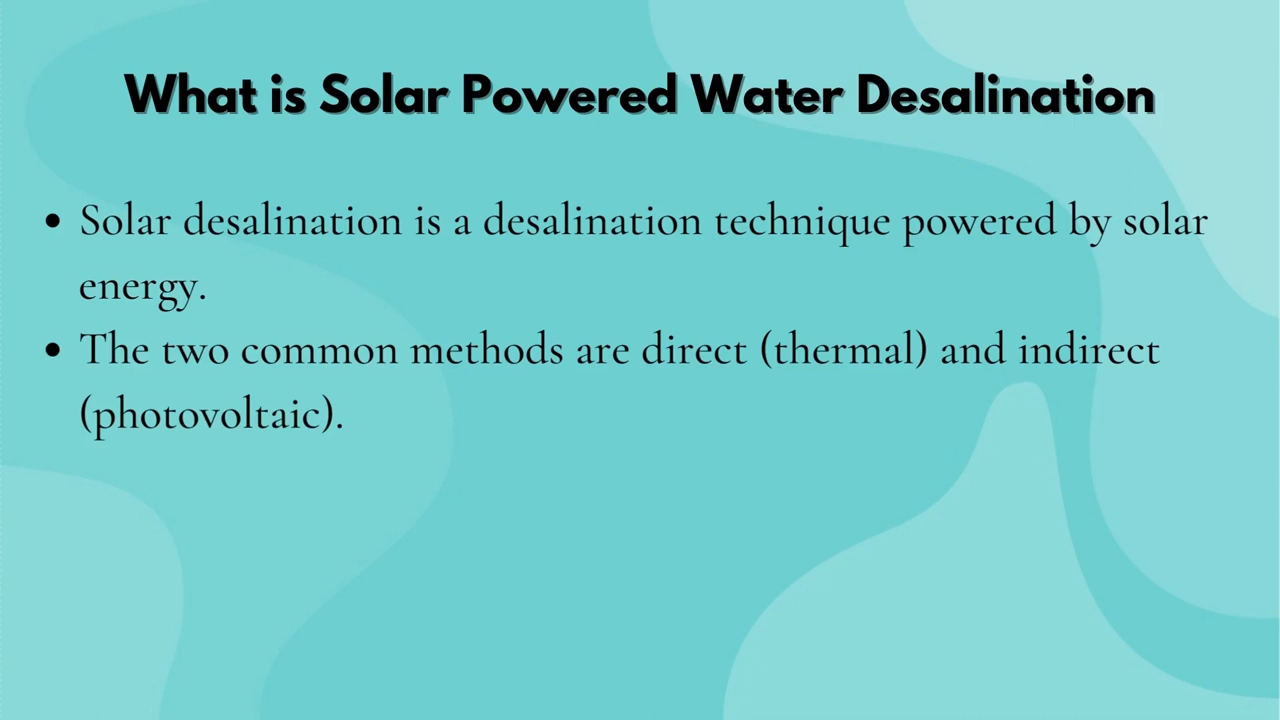 What is Solar Powered Water Desalination
• Solar desalination is a desalination technique powered by solar
energy.
• The two common methods are direct (thermal) and indirect
(photovoltaic).